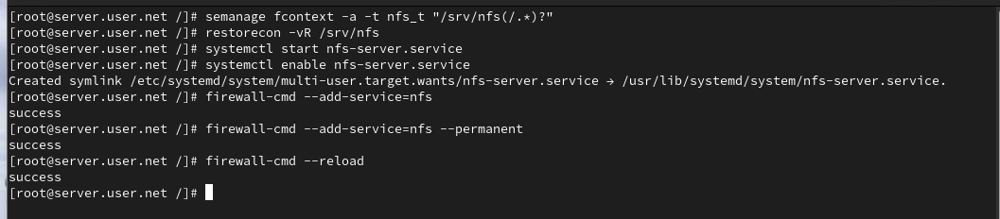 [root@server.user.net /]# semanage fcontext -a -t nfs_t "/srv/nfs(/.*)?"
[root@server.user.net /]# restorecon -vR /srv/nfs
[root@server.user.net /]# systemctl start nfs-server.service
[root@server.user.net /]# systemctl enable nfs-server.service
Created symlink /etc/systemd/system/multi-user.target.wants/nfs-server.service → /usr/lib/systemd/system/nfs-server.service.
[root@server.user.net /]# firewall-cmd --add-service=nfs
success
[root@server.user.net /]# firewall-cmd --add-service=nfs --permanent
success
[root@server.user.net /]# firewall-cmd --reload
success
[root@server.user.net /]#